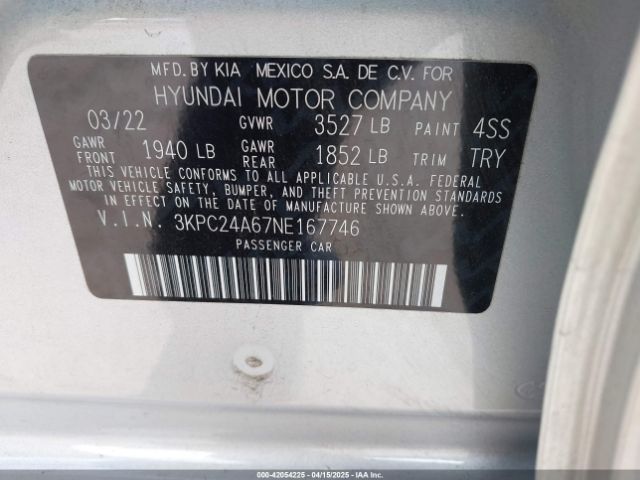 MFD. BY KIA MEXICO S.A. DE C.V. FOR
HYUNDAI MOTOR COMPANY
03/22 GVWR 3527 LB PAINT 4SS
GAWR FRONT 1940 LB GAWR REAR 1852 LB TRIM TRY
THIS VEHICLE CONFORMS TO ALL APPLICABLE U.S.A. FEDERAL
MOTOR VEHICLE SAFETY, BUMPER, AND THEFT PREVENTION STANDARDS
IN EFFECT ON THE DATE OF MANUFACTURE SHOWN ABOVE.
V.I.N. 3KPC24A67NE167746
PASSENGER CAR
000-42054225 - 04/15/2025 - IAAI.COM